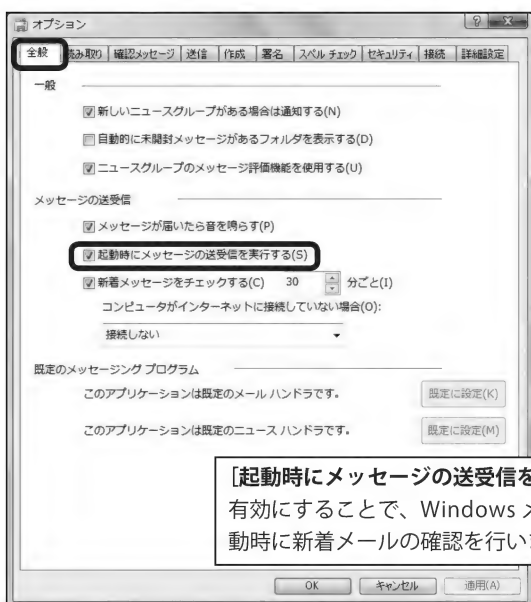 オプション
全般 読み取り 確認メッセージ 送信 作成 署名 スペル チェック セキュリティ 接続 詳細設定
一般
新しいニュースグループがある場合は通知する(N)
自動的に未開封メッセージがあるフォルダを表示する(D)
ニュースグループのメッセージ評価機能を使用する(U)
メッセージの送受信
メッセージが届いたら音を鳴らす(P)
起動時にメッセージの送受信を実行する(S)
新着メッセージをチェックする(C) 30 分ごと(I)
コンピュータがインターネットに接続していない場合(O):
接続しない
既定のメッセージング プログラム
このアプリケーションは既定のメール ハンドラです。 既定に設定(K)
このアプリケーションは既定のニュース ハンドラです。 既定に設定(M)
[起動時にメッセージの送受信を
有効にすることで、Windows メ
動時に新着メールの確認を行い
OK キャンセル 適用(A)